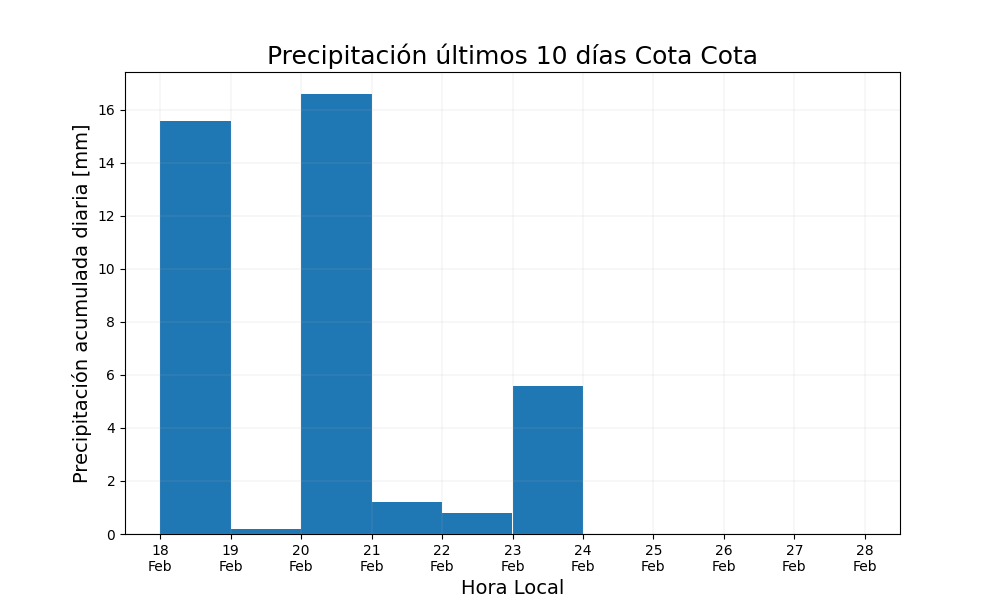 Precipitación últimos 10 días Cota Cota
Precipitación acumulada diaria [mm]
16
14
12
10
8
6
4
2
0
18 19 20 21 22 23 24 25 26 27 28
Feb Feb Feb Feb Feb Feb Feb Feb Feb Feb Feb
Hora Local